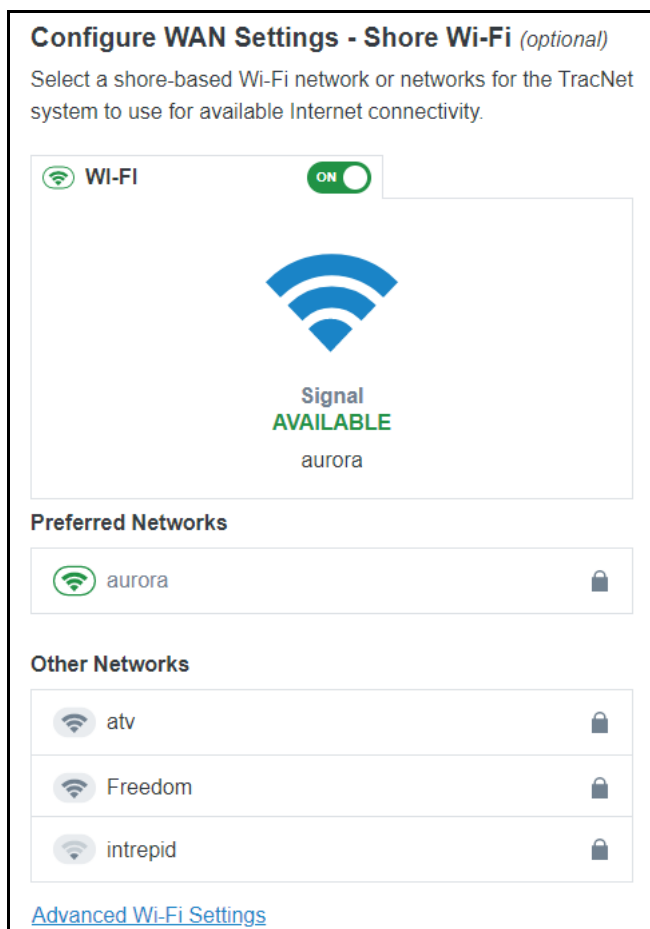 Configure WAN Settings - Shore Wi-Fi (optional)
Select a shore-based Wi-Fi network or networks for the TracNet
system to use for available Internet connectivity.
WI-FI ON
Signal
AVAILABLE
aurora
Preferred Networks
aurora
Other Networks
atv
Freedom
intrepid
Advanced Wi-Fi Settings